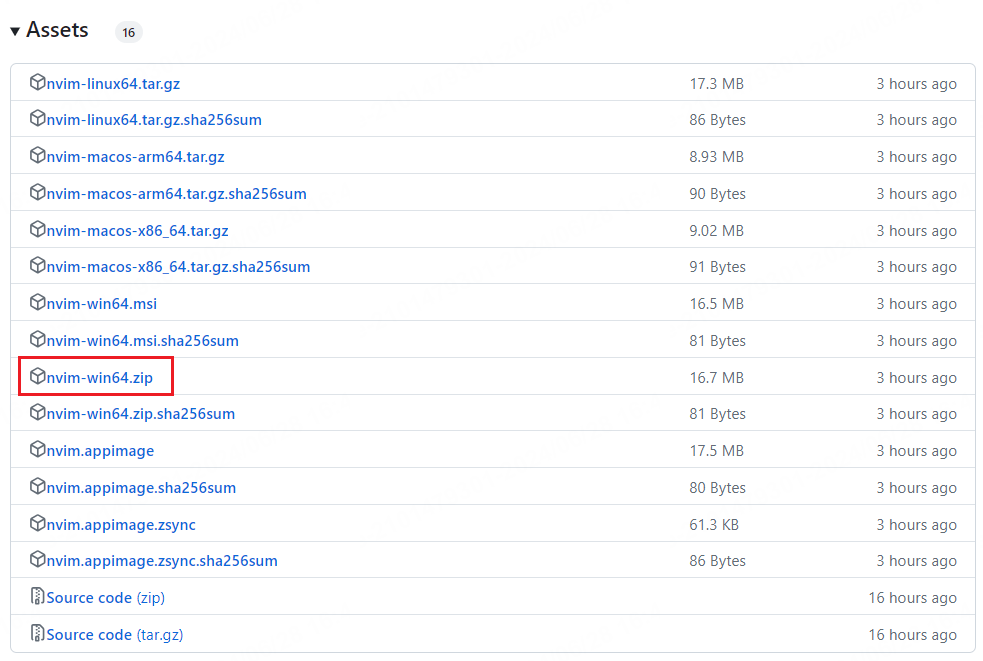 ▾ Assets 16
nvim-linux64.tar.gz 17.3 MB 3 hours ago
nvim-linux64.tar.gz.sha256sum 86 Bytes 3 hours ago
nvim-macos-arm64.tar.gz 8.93 MB 3 hours ago
nvim-macos-arm64.tar.gz.sha256sum 90 Bytes 3 hours ago
nvim-macos-x86_64.tar.gz 9.02 MB 3 hours ago
nvim-macos-x86_64.tar.gz.sha256sum 91 Bytes 3 hours ago
nvim-win64.msi 16.5 MB 3 hours ago
nvim-win64.msi.sha256sum 81 Bytes 3 hours ago
nvim-win64.zip 16.7 MB 3 hours ago
nvim-win64.zip.sha256sum 81 Bytes 3 hours ago
nvim.appimage 17.5 MB 3 hours ago
nvim.appimage.sha256sum 80 Bytes 3 hours ago
nvim.appimage.zsync 61.3 KB 3 hours ago
nvim.appimage.zsync.sha256sum 86 Bytes 3 hours ago
Source code (zip) 16 hours ago
Source code (tar.gz) 16 hours ago